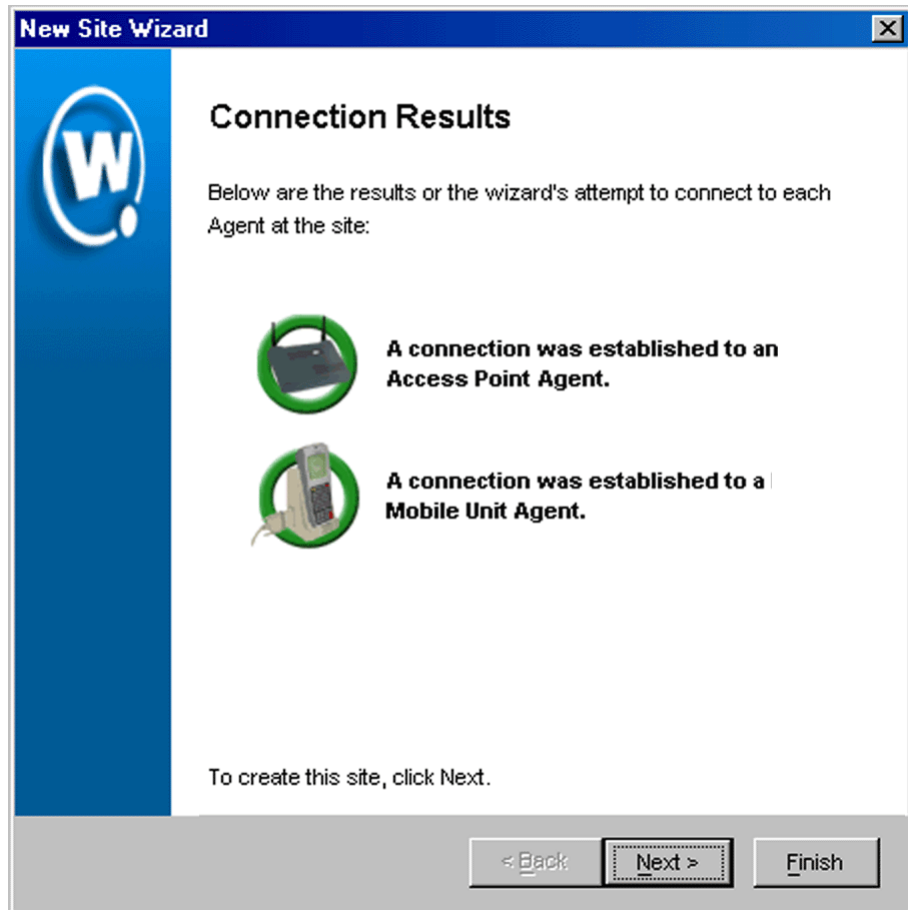 New Site Wizard
W
Connection Results
Below are the results or the wizard's attempt to connect to each
Agent at the site:
A connection was established to an
Access Point Agent.
A connection was established to a
Mobile Unit Agent.
To create this site, click Next.
< Back Next > Finish